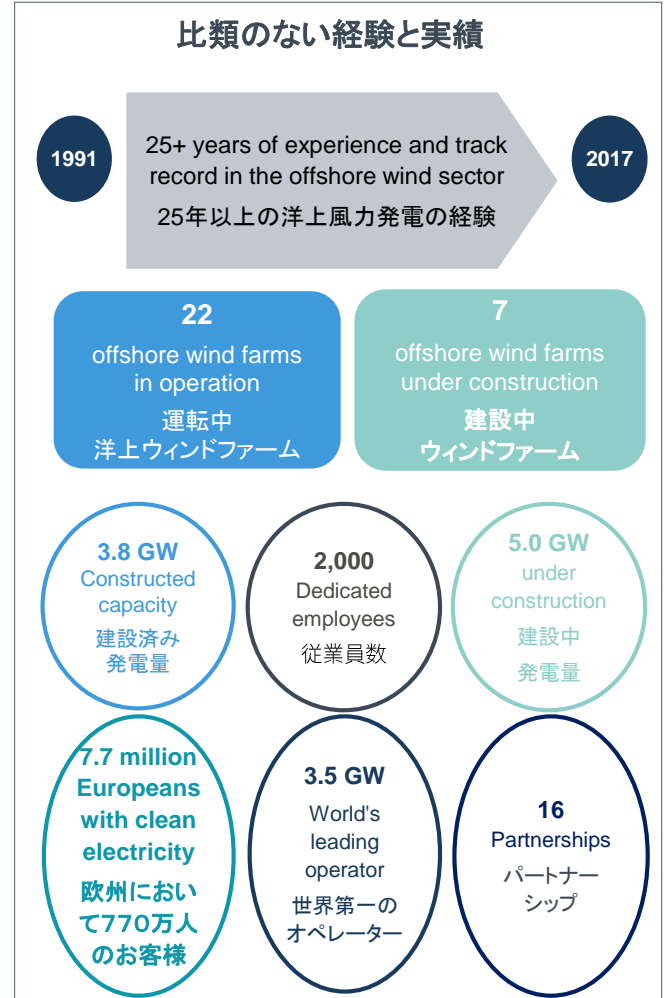 比類のない経験と実績
1991
25+ years of experience and track
record in the offshore wind sector
25年以上の洋上風力発電の経験
2017
22
offshore wind farms
in operation
運転中
洋上ウィンドファーム
7
offshore wind farms
under construction
建設中
ウィンドファーム
3.8 GW
Constructed
capacity
建設済み
発電量
2,000
Dedicated
employees
従業員数
5.0 GW
under
construction
建設中
発電量
7.7 million
Europeans
with clean
electricity
欧州におい
て770万人
のお客様
3.5 GW
World's
leading
operator
世界第一の
オペレーター
16
Partnerships
パートナー
シップ